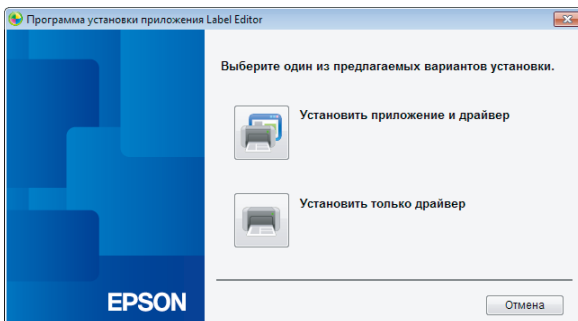 Программа установки приложения Label Editor
Выберите один из предлагаемых вариантов установки.
Установить приложение и драйвер
Установить только драйвер
EPSON
Отмена